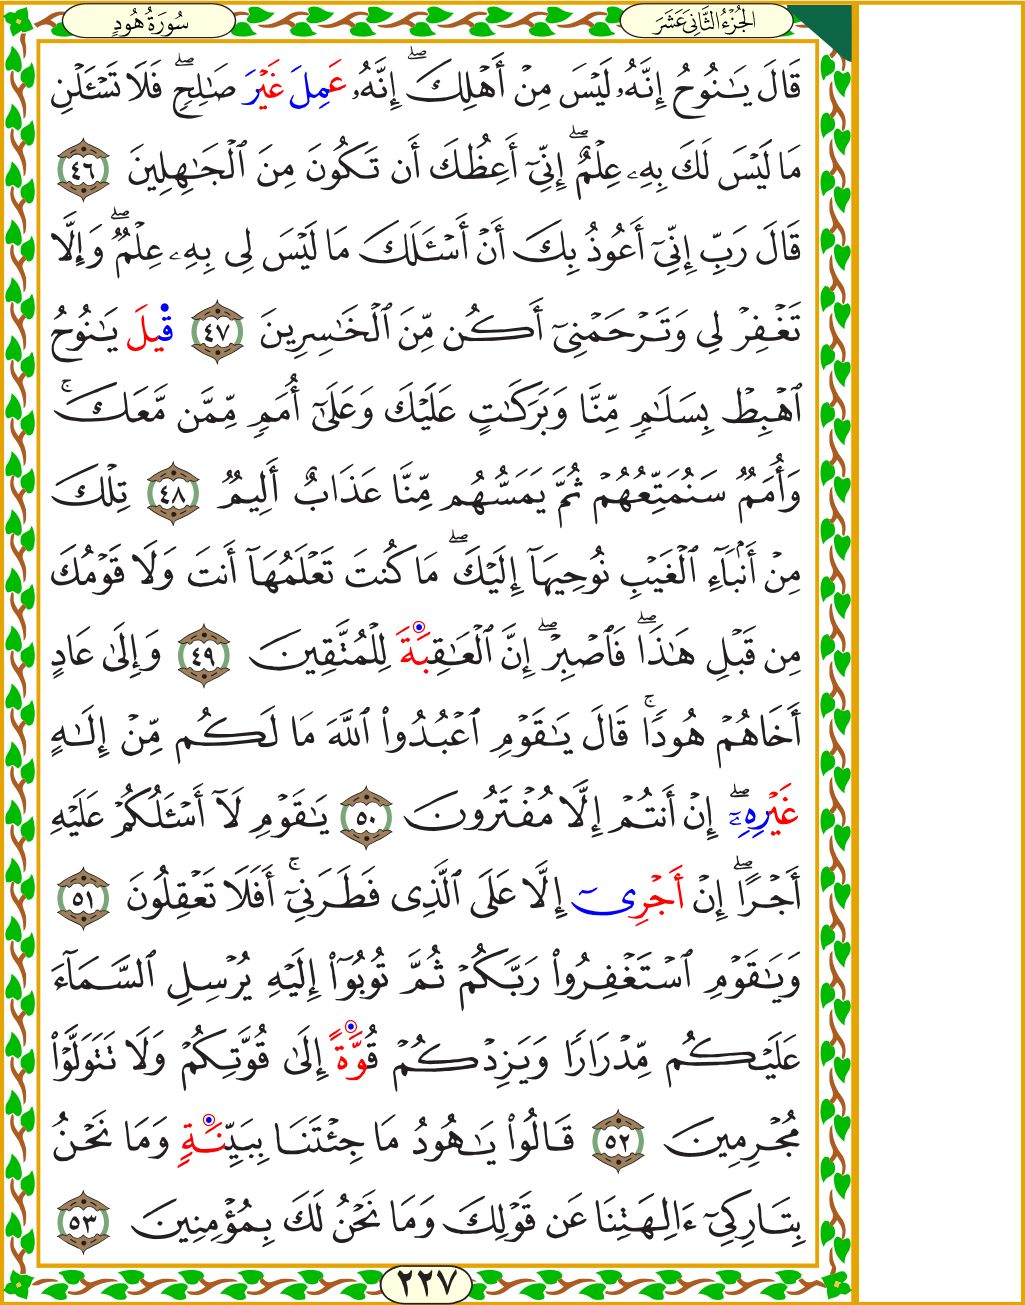 سُورَةُ هُودٍ
الجُزْءُ الثَّانِيَ عَشَرَ
قَالَ يَـٰنُوحُ إِنَّهُۥ لَيْسَ مِنْ أَهْلِكَۖ إِنَّهُۥ عَمِلَ غَيْرَ صَـٰلِحٍۖ فَلَا تَسْـَٔلْنِ
مَا لَيْسَ لَكَ بِهِۦ عِلْمٌۖ إِنِّىٓ أَعِظُكَ أَن تَكُونَ مِنَ ٱلْجَـٰهِلِينَ ٤٦
قَالَ رَبِّ إِنِّىٓ أَعُوذُ بِكَ أَنْ أَسْـَٔلَكَ مَا لَيْسَ لِى بِهِۦ عِلْمٌۖ وَإِلَّا
تَغْفِرْ لِى وَتَرْحَمْنِىٓ أَكُن مِّنَ ٱلْخَـٰسِرِينَ ٤٧ قِيلَ يَـٰنُوحُ
ٱهْبِطْ بِسَلَـٰمٍ مِّنَّا وَبَرَكَـٰتٍ عَلَيْكَ وَعَلَىٰٓ أُمَمٍ مِّمَّن مَّعَكَۚ
وَأُمَمٌ سَنُمَتِّعُهُمْ ثُمَّ يَمَسُّهُم مِّنَّا عَذَابٌ أَلِيمٌ ٤٨ تِلْكَ
مِنْ أَنۢبَآءِ ٱلْغَيْبِ نُوحِيهَآ إِلَيْكَۖ مَا كُنتَ تَعْلَمُهَآ أَنتَ وَلَا قَوْمُكَ
مِن قَبْلِ هَـٰذَاۖ فَٱصْبِرْۖ إِنَّ ٱلْعَـٰقِبَةَ لِلْمُتَّقِينَ ٤٩ وَإِلَىٰ عَادٍ
أَخَاهُمْ هُودًاۚ قَالَ يَـٰقَوْمِ ٱعْبُدُوا۟ ٱللَّهَ مَا لَكُم مِّنْ إِلَـٰهٍ
غَيْرِهِۦٓۖ إِنْ أَنتُمْ إِلَّا مُفْتَرُونَ ٥٠ يَـٰقَوْمِ لَآ أَسْـَٔلُكُمْ عَلَيْهِ
أَجْرًاۖ إِنْ أَجْرِىٓ إِلَّا عَلَى ٱلَّذِى فَطَرَنِىٓۚ أَفَلَا تَعْقِلُونَ ٥١
وَيَـٰقَوْمِ ٱسْتَغْفِرُوا۟ رَبَّكُمْ ثُمَّ تُوبُوٓا۟ إِلَيْهِ يُرْسِلِ ٱلسَّمَآءَ
عَلَيْكُم مِّدْرَارًا وَيَزِدْكُمْ قُوَّةً إِلَىٰ قُوَّتِكُمْ وَلَا تَتَوَلَّوْا۟
مُجْرِمِينَ ٥٢ قَالُوا۟ يَـٰهُودُ مَا جِئْتَنَا بِبَيِّنَةٍ وَمَا نَحْنُ
بِتَارِكِىٓ ءَالِهَتِنَا عَن قَوْلِكَ وَمَا نَحْنُ لَكَ بِمُؤْمِنِينَ ٥٣
٢٢٧